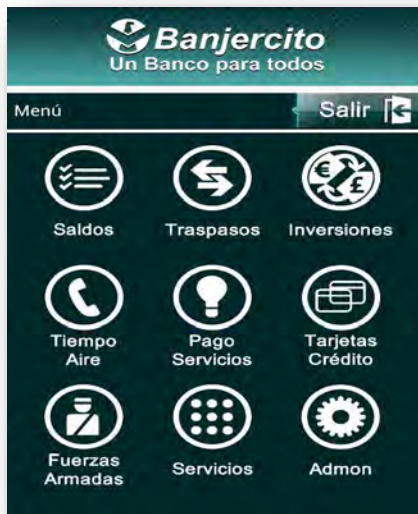 Banjercito
Un Banco para todos
Menú
Salir
Saldos
Traspasos
Inversiones
Tiempo
Aire
Pago
Servicios
Tarjetas
Crédito
Fuerzas
Armadas
Servicios
Admon